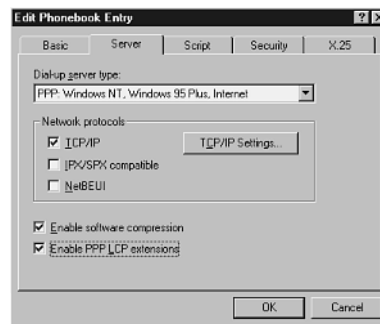 Edit Phonebook Entry
Basic Server Script Security X.25
Dial-up server type:
PPP: Windows NT, Windows 95 Plus, Internet
Network protocols
TCP/IP TCP/IP Settings...
IPX/SPX compatible
NetBEUI
Enable software compression
Enable PPP LCP extensions
OK Cancel